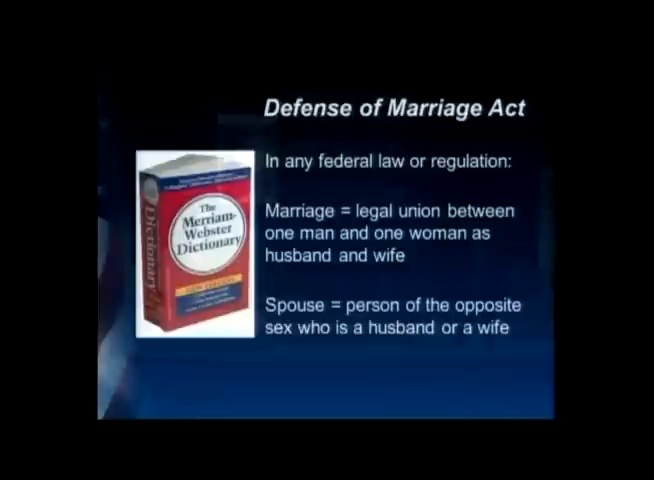 Defense of Marriage Act
In any federal law or regulation:
Marriage = legal union between
one man and one woman as
husband and wife
Spouse = person of the opposite
sex who is a husband or a wife
The
Merriam-
Webster
Dictionary
Dictionary